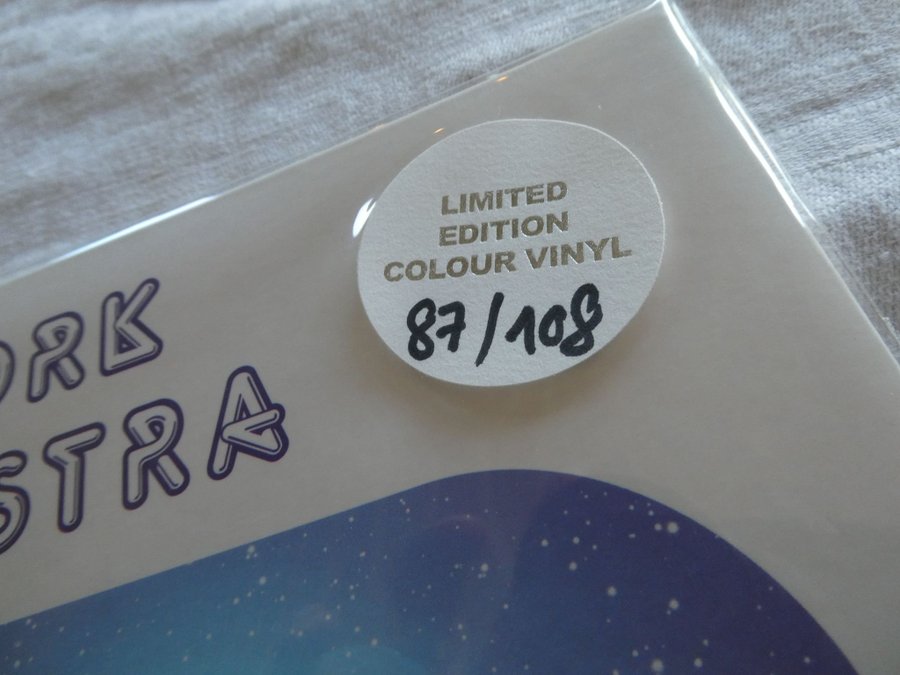 LIMITED
EDITION
COLOUR VINYL
87/108
ORK
STRA